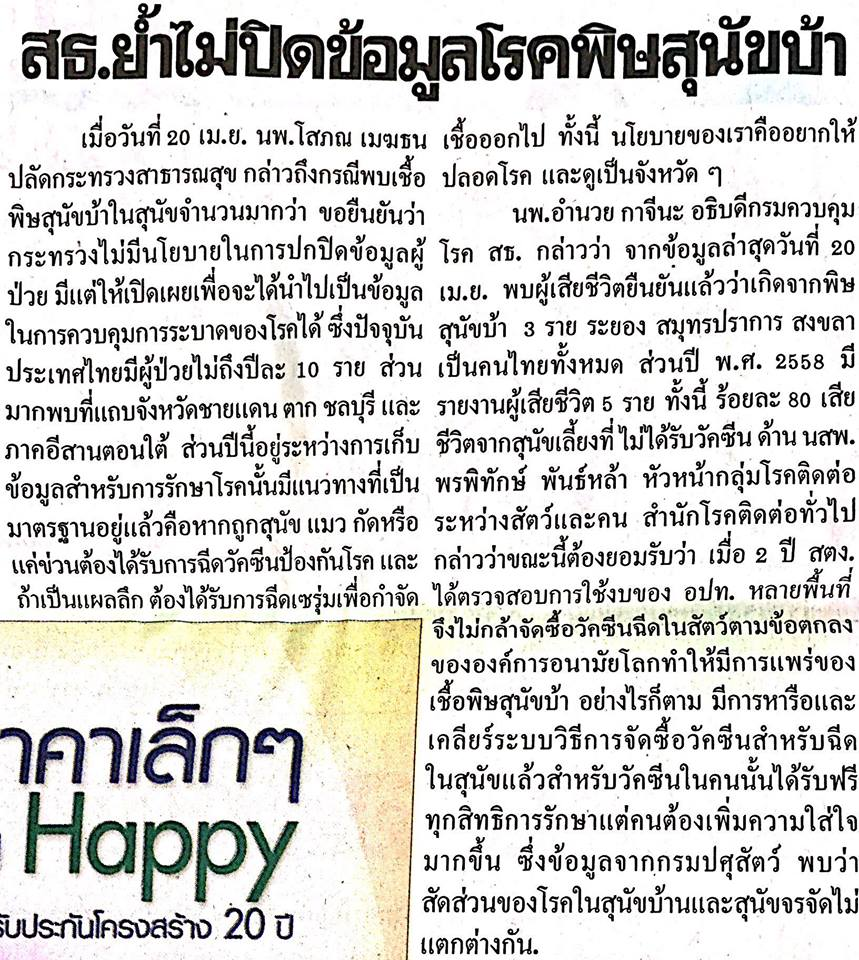 สธ.ย้ำไม่ปิดข้อมูลโรคพิษสุนัขบ้า
เมื่อวันที่ 20 เม.ย. นพ.โสภณ เมฆธน
ปลัดกระทรวงสาธารณสุข กล่าวถึงกรณีพบเชื้อ
พิษสุนัขบ้าในสุนัขจำนวนมากว่า ขอยืนยันว่า
กระทรวงไม่มีนโยบายในการปกปิดข้อมูลผู้
ป่วย มีแต่ให้เปิดเผยเพื่อจะได้นำไปเป็นข้อมูล
ในการควบคุมการระบาดของโรคได้ ซึ่งปัจจุบัน
ประเทศไทยมีผู้ป่วยไม่ถึงปีละ 10 ราย ส่วน
มากพบที่แถบจังหวัดชายแดน ตาก ชลบุรี และ
ภาคอีสานตอนใต้ ส่วนปีนี้อยู่ระหว่างการเก็บ
ข้อมูลสำหรับการรักษาโรคนั้นมีแนวทางที่เป็น
มาตรฐานอยู่แล้วคือหากถูกสุนัข แมว กัดหรือ
แค่ข่วนต้องได้รับการฉีดวัคซีนป้องกันโรค และ
ถ้าเป็นแผลลึก ต้องได้รับการฉีดเซรุ่มเพื่อกำจัด
เชื้อออกไป ทั้งนี้ นโยบายของเราคืออยากให้
ปลอดโรค และดูเป็นจังหวัด ๆ
นพ.อำนวย กาจีนะ อธิบดีกรมควบคุม
โรค สธ. กล่าวว่า จากข้อมูลล่าสุดวันที่ 20
เม.ย. พบผู้เสียชีวิตยืนยันแล้วว่าเกิดจากพิษ
สุนัขบ้า 3 ราย ระยอง สมุทรปราการ สงขลา
เป็นคนไทยทั้งหมด ส่วนปี พ.ศ. 2558 มี
รายงานผู้เสียชีวิต 5 ราย ทั้งนี้ ร้อยละ 80 เสีย
ชีวิตจากสุนัขเลี้ยงที่ ไม่ได้รับวัคซีน ด้าน นสพ.
พรพิทักษ์ พันธ์หล้า หัวหน้ากลุ่มโรคติดต่อ
ระหว่างสัตว์และคน สำนักโรคติดต่อทั่วไป
กล่าวว่าขณะนี้ต้องยอมรับว่า เมื่อ 2 ปี สตง.
ได้ตรวจสอบการใช้งบของ อปท. หลายพื้นที่
จึงไม่กล้าจัดซื้อวัคซีนฉีดในสัตว์ตามข้อตกลง
ขององค์การอนามัยโลกทำให้มีการแพร่ของ
เชื้อพิษสุนัขบ้า อย่างไรก็ตาม มีการหารือและ
เคลียร์ระบบวิธีการจัดซื้อวัคซีนสำหรับฉีด
ในสุนัขแล้วสำหรับวัคซีนในคนนั้นได้รับฟรี
ทุกสิทธิการรักษาแต่คนต้องเพิ่มความใส่ใจ
มากขึ้น ซึ่งข้อมูลจากกรมปศุสัตว์ พบว่า
สัดส่วนของโรคในสุนัขบ้านและสุนัขจรจัดไม่
แตกต่างกัน.
าคาเล็กๆ
Happy
รับประกันโครงสร้าง 20 ปี